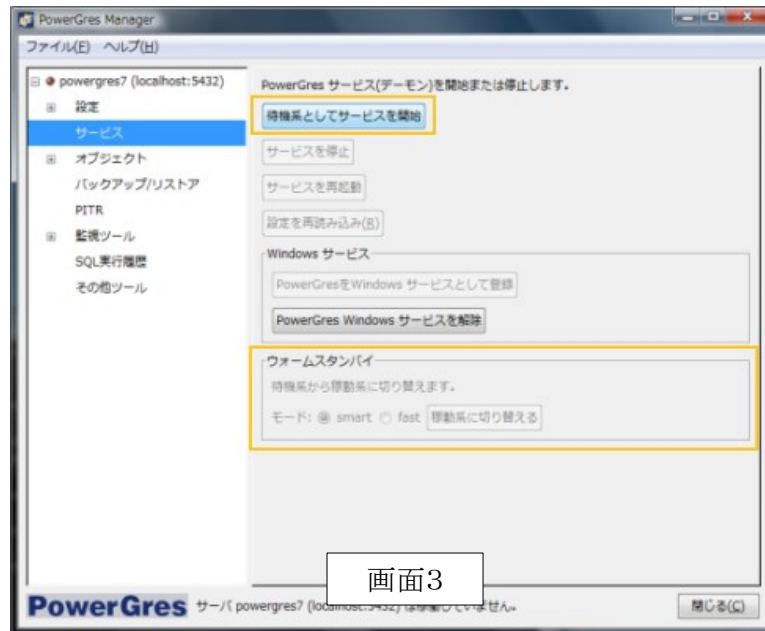 PowerGres Manager
ファイル(F) ヘルプ(H)
powergres7 (localhost:5432)
設定
サービス
オブジェクト
バックアップ/リストア
PITR
監視ツール
SQL実行履歴
その他ツール
PowerGres サービス(デーモン)を開始または停止します。
待機系としてサービスを開始
サービスを停止
サービスを再起動
設定を再読み込み(R)
Windows サービス
PowerGresをWindows サービスとして登録
PowerGres Windows サービスを解除
ウォームスタンバイ
待機系から稼動系に切り替えます。
モード: smart fast 稼動系に切り替える
画面3
PowerGres サーバ powergres7 (localhost:5432) は稼働していません。 閉じる(C)